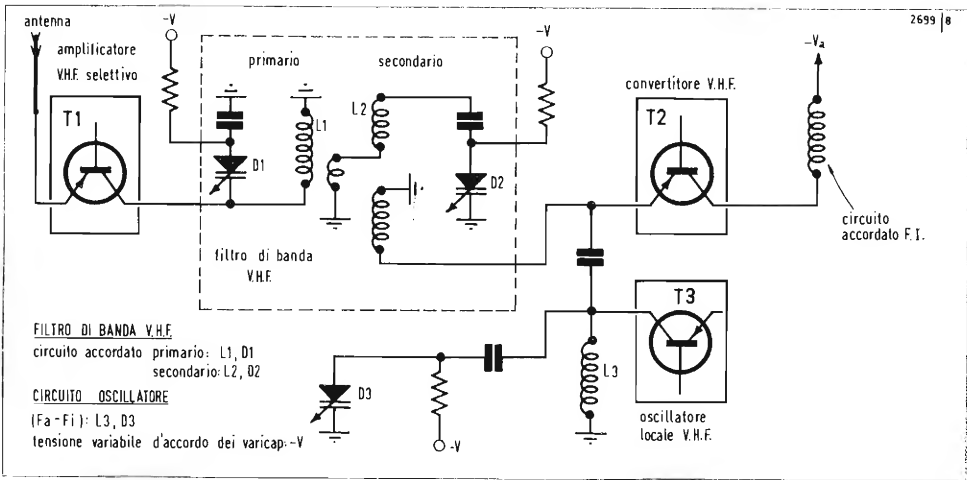 2699/8
antenna
-V
amplificatore
V.H.F. selettivo
primario
secondario
-V
-Va
convertitore V.H.F.
T1
L1
L2
T2
D1
D2
circuito
accordato F.I.
filtro di banda
V.H.F.
T3
FILTRO DI BANDA V.H.F.
circuito accordato primario: L1, D1
secondario: L2, D2
CIRCUITO OSCILLATORE
(Fa-Fi): L3, D3
tensione variabile d'accordo dei varicap:-V
D3
-V
L3
oscillatore
locale V.H.F.